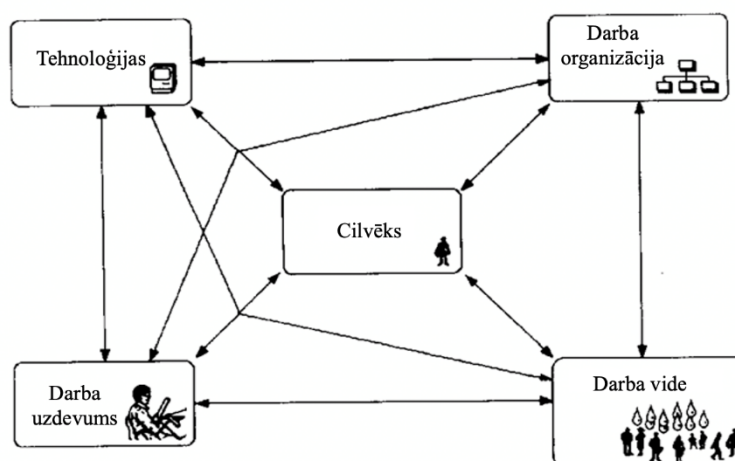 Tehnoloģijas
Darba
organizācija
Cilvēks
Darba
uzdevums
Darba vide